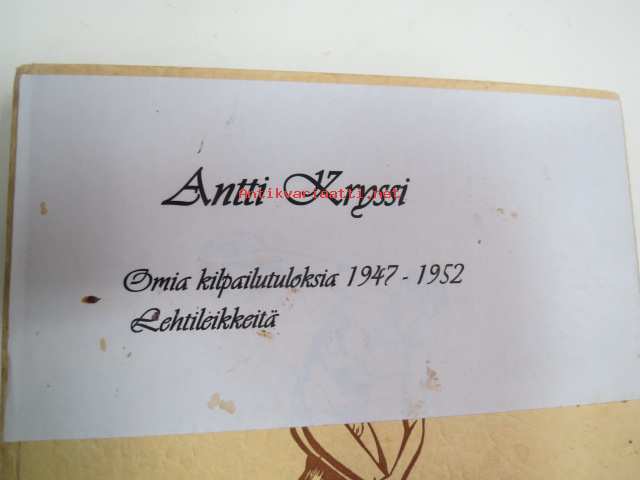 Antti Kryssi
Antikvariaatti.net
Omia kilpailutuloksia 1947 - 1952
Lehtileikkeitä